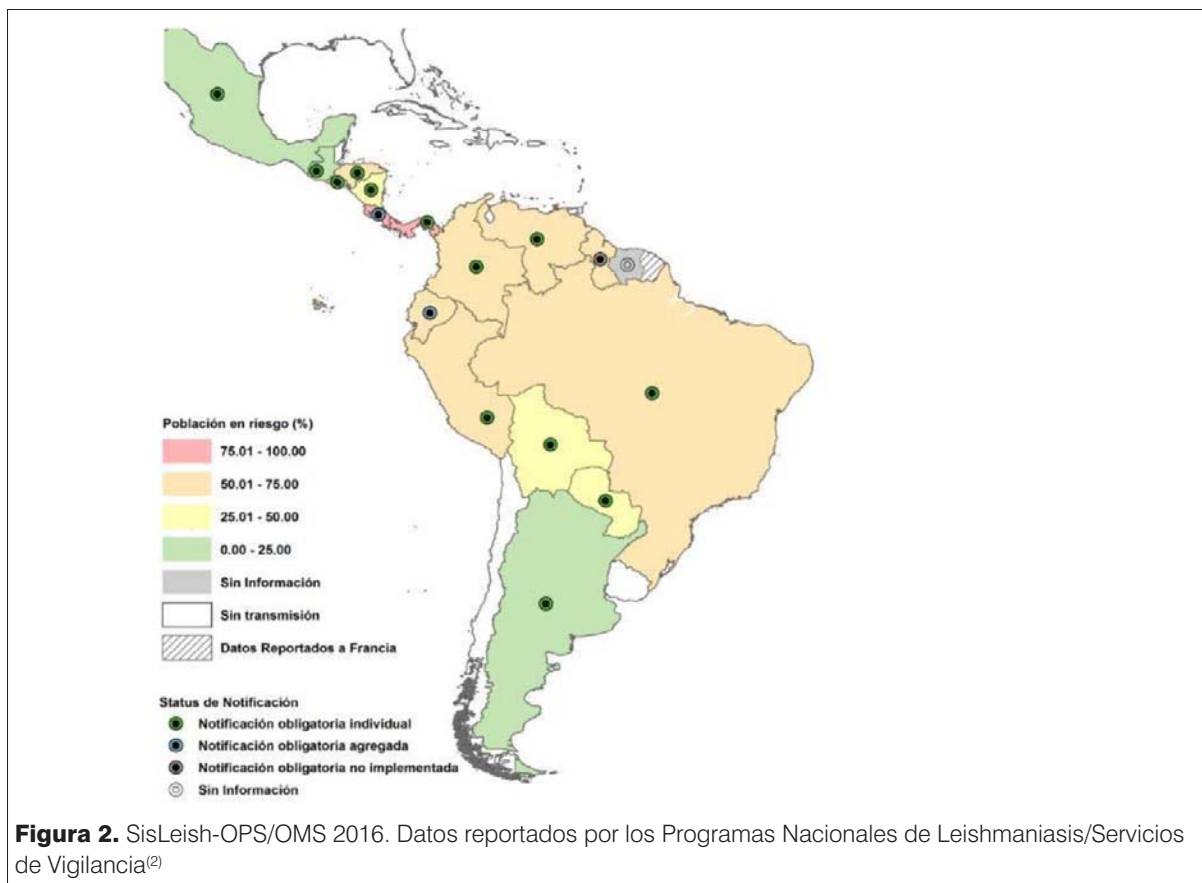 Población en riesgo (%)
75.01 - 100.00
50.01 - 75.00
25.01 - 50.00
0.00 - 25.00
Sin Información
Sin transmisión
Datos Reportados a Francia
Status de Notificación
Notificación obligatoria individual
Notificación obligatoria agregada
Notificación obligatoria no implementada
Sin Información
Figura 2. SisLeish-OPS/OMS 2016. Datos reportados por los Programas Nacionales de Leishmaniasis/Servicios
de Vigilancia(2)